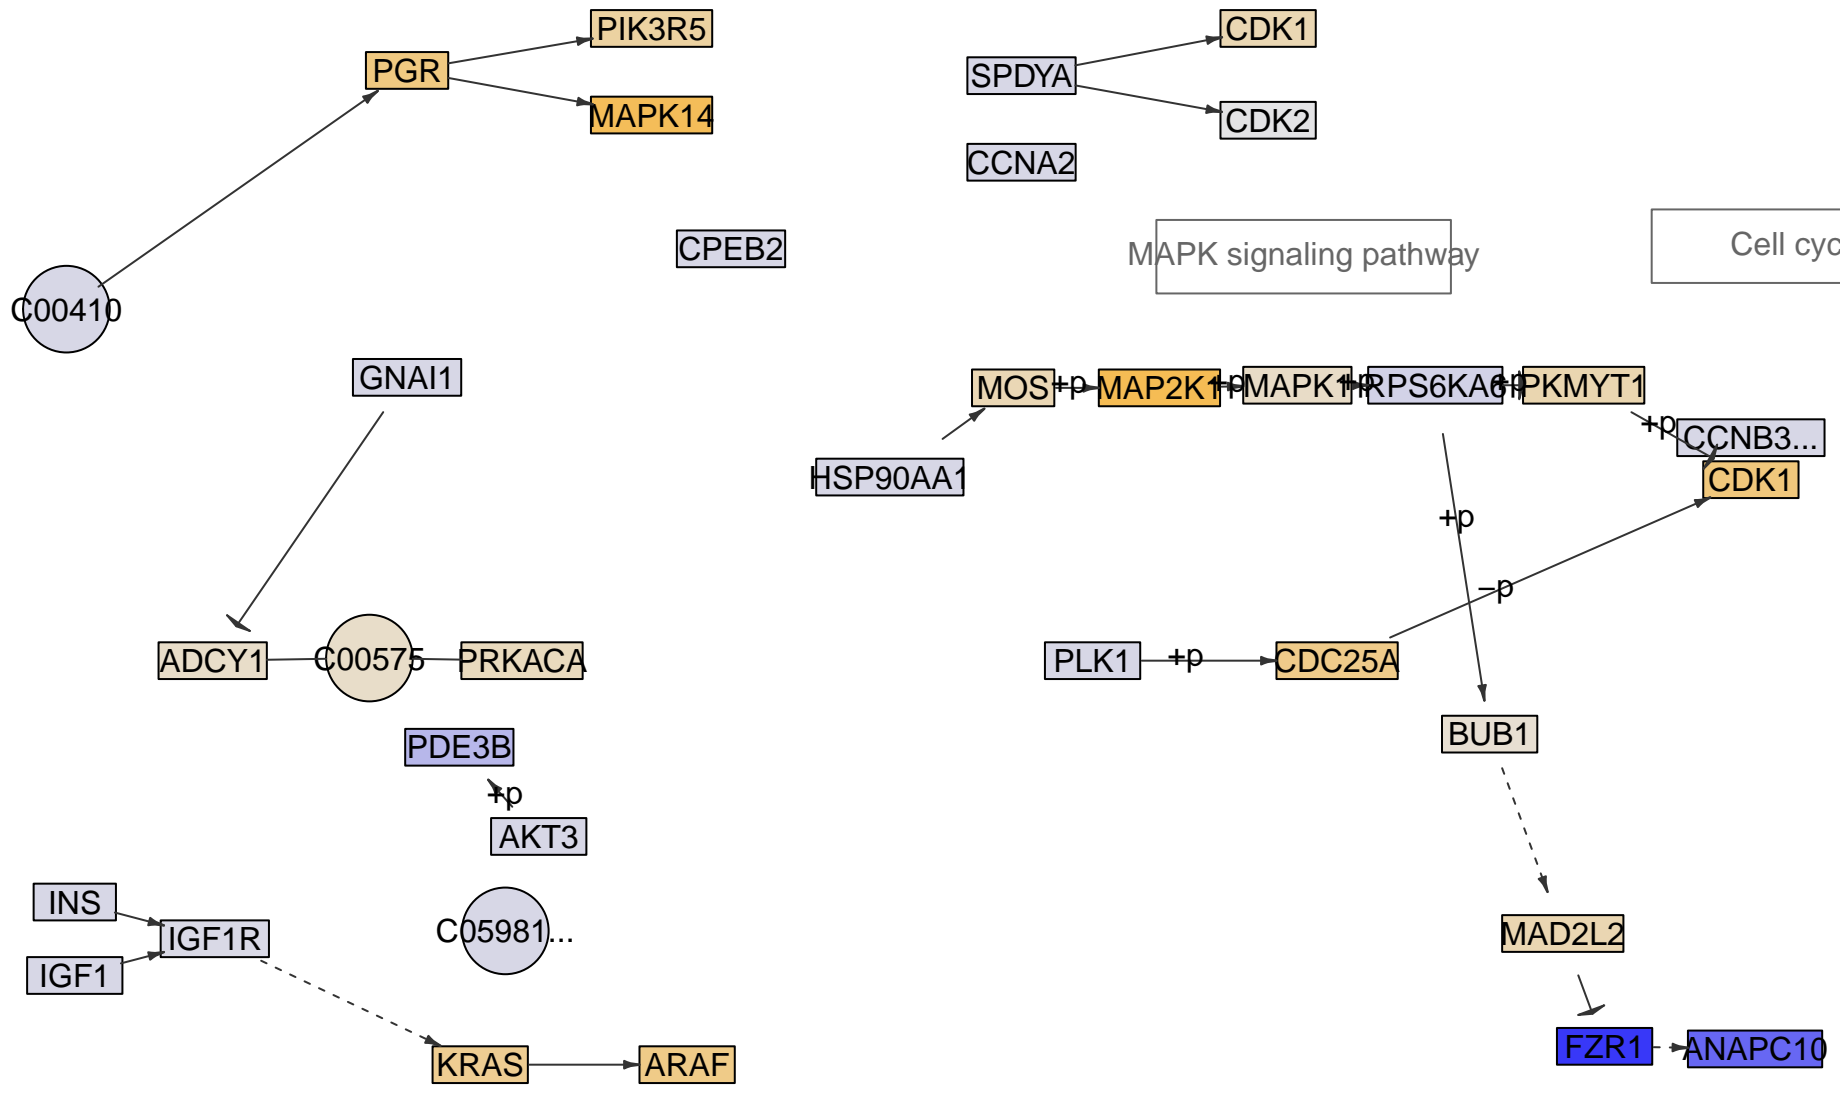 PIK3R5
CDK1
PGR
SPDYA
MAPK14
CDK2
CCNA2
CPEB2
MAPK signaling pathway
Cell cyc
C00410
GNAI1
MOS
+p
MAP2K1
+p
MAPK1
+p
RPS6KA6
+p
PKMYT1
+p
CCNB3...
HSP90AA1
CDK1
+p
–p
ADCY1
C00575
PRKACA
PLK1
+p
CDC25A
BUB1
PDE3B
+p
AKT3
INS
IGF1R
C05981...
MAD2L2
IGF1
KRAS
ARAF
FZR1
ANAPC10